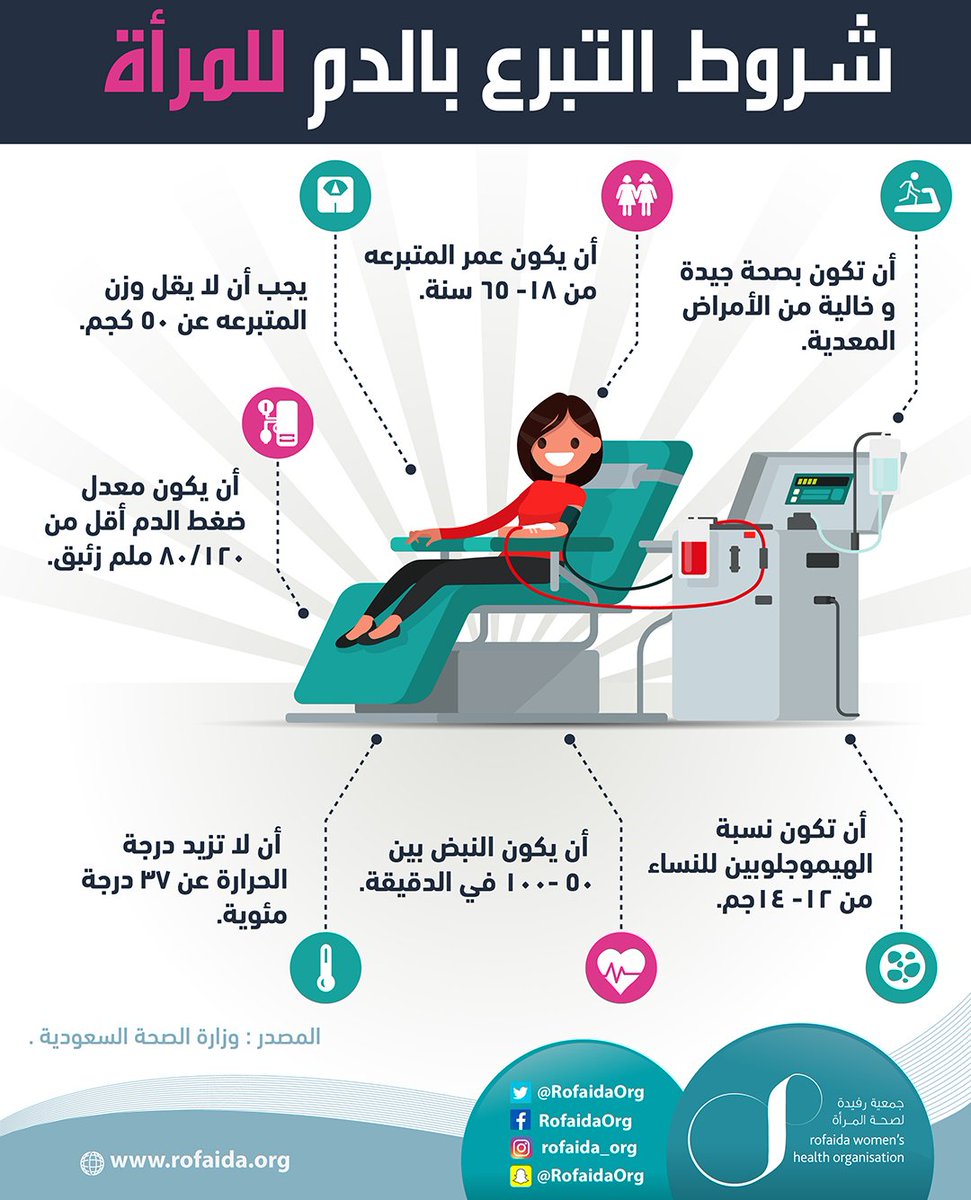 شروط التبرع بالدم للمرأة
أن تكون بصحة جيدة
و خالية من الأمراض
المعدية.
أن يكون عمر المتبرعه
من ١٨- ٦٥ سنة.
يجب أن لا يقل وزن
المتبرعه عن ٥٠ كجم.
أن يكون معدل
ضغط الدم أقل من
٨٠/١٢٠ ملم زئبق.
أن تكون نسبة
الهيموجلوبين للنساء
من ١٢- ١٤جم.
أن يكون النبض بين
٥٠ -١٠٠ في الدقيقة.
أن لا تزيد درجة
الحرارة عن ٣٧ درجة
مئوية.
المصدر : وزارة الصحة السعودية .
@RofaidaOrg
RofaidaOrg
rofaida_org
@RofaidaOrg
جمعية رفيدة
لصحة المرأة
rofaida women's
health organisation
www.rofaida.org